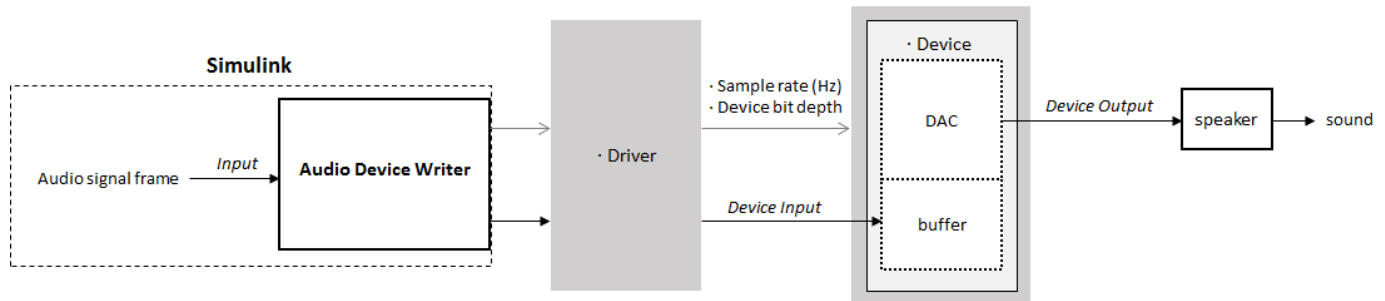 Simulink
Audio signal frame
Input
Audio Device Writer
· Driver
· Sample rate (Hz)
· Device bit depth
Device Input
· Device
DAC
buffer
Device Output
speaker
sound